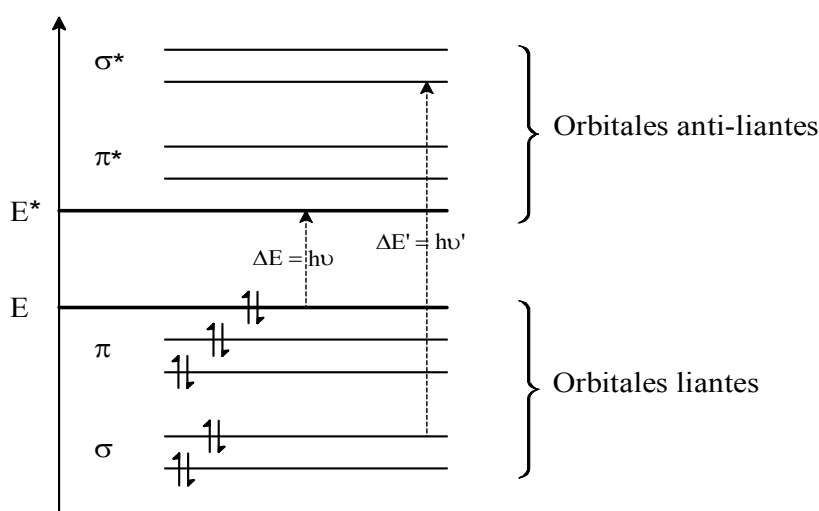 σ*
Orbitales anti-liantes
π*
E*
ΔE = hυ
ΔE' = hυ'
E
π
Orbitales liantes
σ